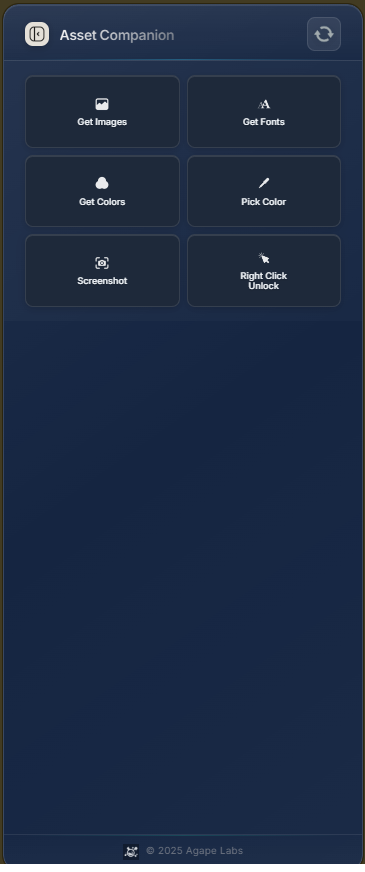 Asset Companion
Get Images
Get Fonts
Get Colors
Pick Color
Screenshot
Right Click
Unlock
© 2025 Agape Labs